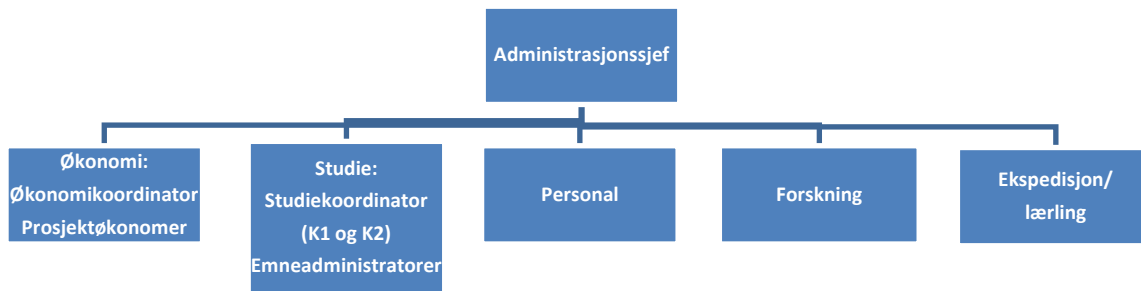 Administrasjonssjef
Økonomi:
Økonomikoordinator
Prosjektøkonomer
Studie:
Studiekoordinator
(K1 og K2)
Emneadministratorer
Personal
Forskning
Ekspedisjon/
lærling